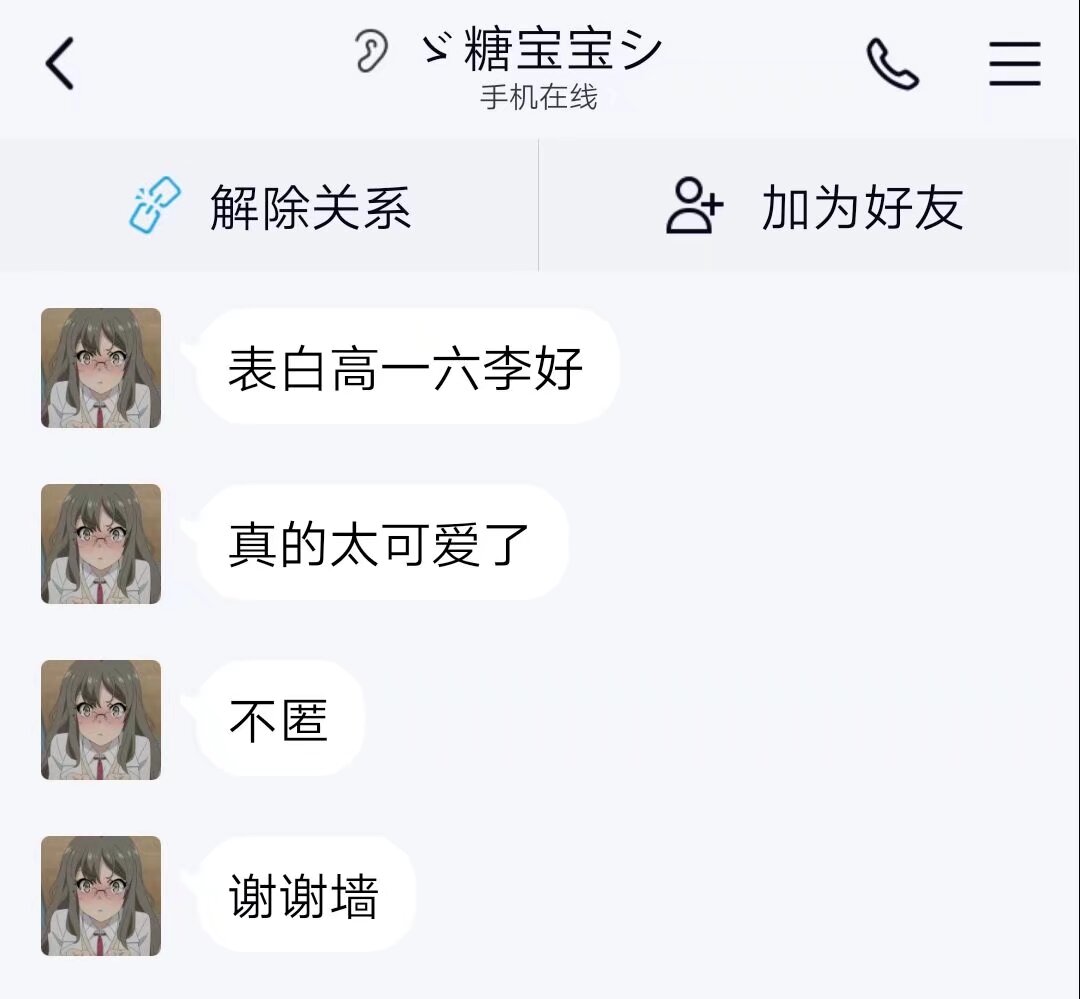 ゞ糖宝宝シ
手机在线
解除关系
加为好友
表白高一六李好
真的太可爱了
不匿
谢谢墙